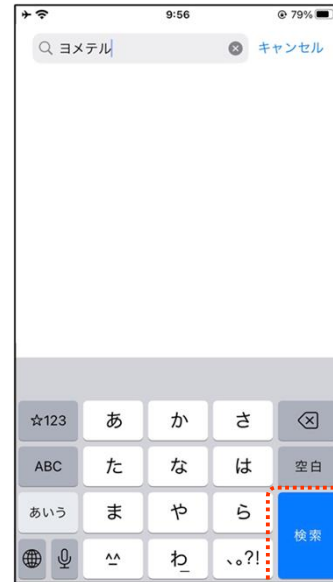 9:56
79%
ヨメテル
キャンセル
☆123 あ か さ
ABC た な は 空白
あいう ま や ら 検索
^^ わ 、。?!